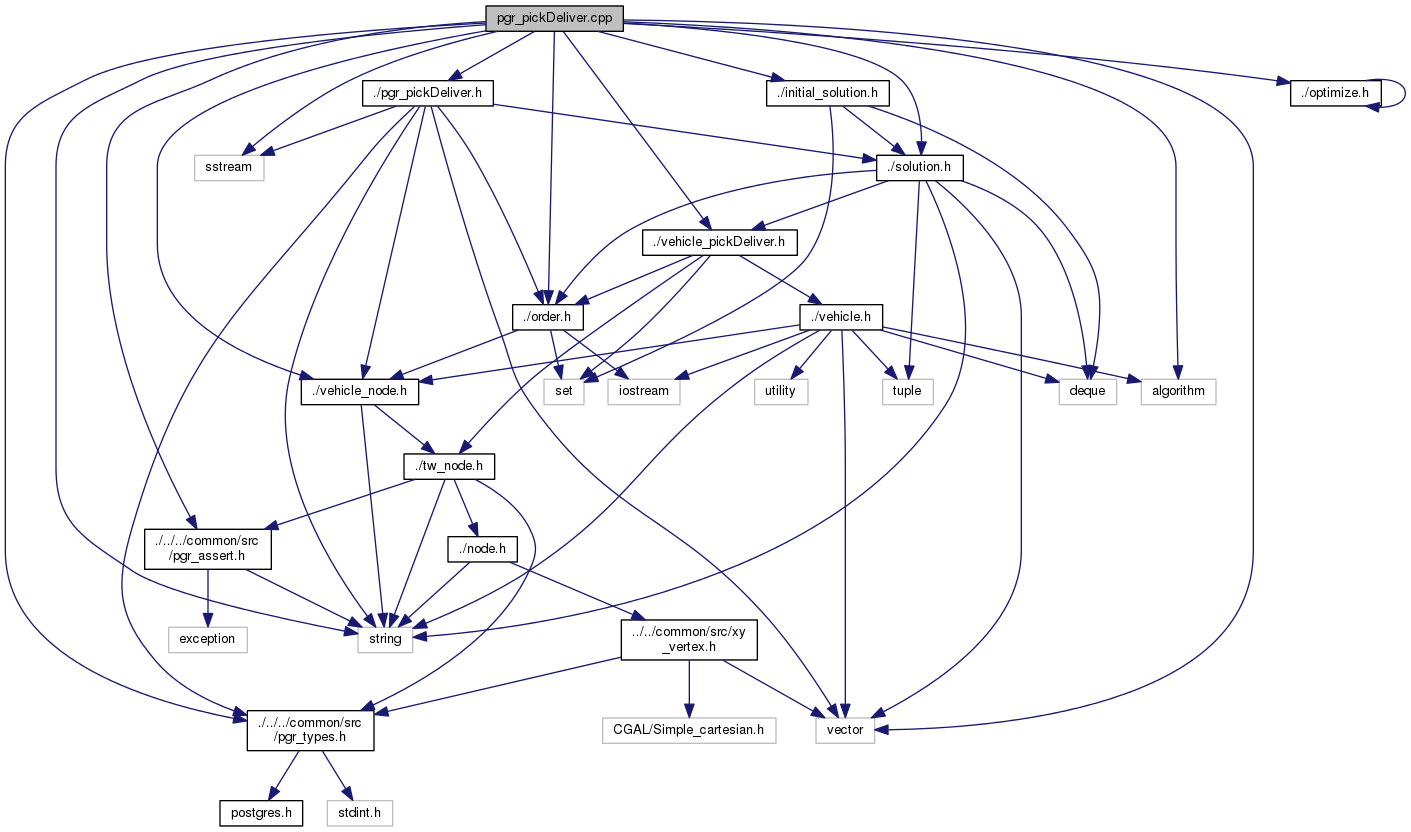 pgr_pickDeliver.cpp
./pgr_pickDeliver.h
./initial_solution.h
./optimize.h
sstream
./solution.h
./vehicle_pickDeliver.h
./order.h
./vehicle.h
./vehicle_node.h
set
iostream
utility
tuple
deque
algorithm
./tw_node.h
./../../common/src
/pgr_assert.h
./node.h
exception
string
../../common/src/xy
_vertex.h
./../../common/src
/pgr_types.h
CGAL/Simple_cartesian.h
vector
postgres.h
stdint.h